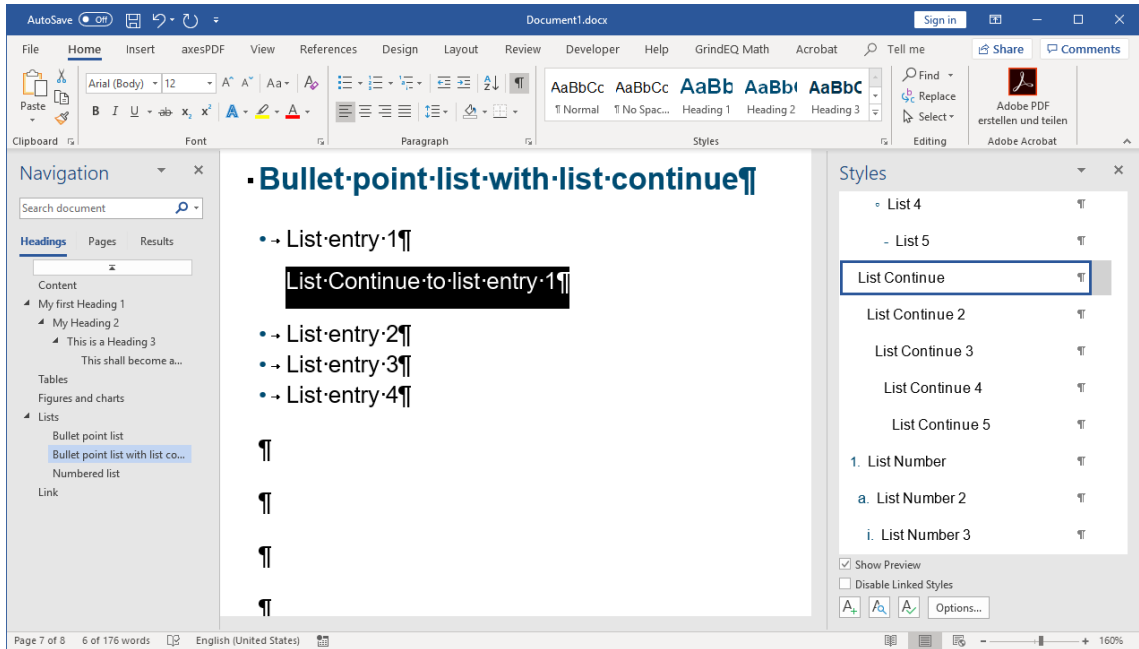 AutoSave Off Document1.docx Sign in
File Home Insert axesPDF View References Design Layout Review Developer Help GrindEQ Math Acrobat Tell me Share Comments
Paste
Arial (Body) 12 A^ A˅ Aa A
B I U ab x₂ x² A A
AaBbCc AaBbCc AaBb AaBb( AaBbC
¶ Normal ¶ No Spac... Heading 1 Heading 2 Heading 3
Find
Replace
Select
Adobe PDF
erstellen und teilen
Clipboard Font Paragraph Styles Editing Adobe Acrobat
Navigation
Search document
Headings Pages Results
Content
My first Heading 1
My Heading 2
This is a Heading 3
This shall become a...
Tables
Figures and charts
Lists
Bullet point list
Bullet point list with list co...
Numbered list
Link
▪Bullet·point·list·with·list·continue¶
•→List·entry·1¶
List·Continue·to·list·entry·1¶
•→List·entry·2¶
•→List·entry·3¶
•→List·entry·4¶
¶
¶
¶
¶
Styles
▫ List 4 ¶
- List 5 ¶
List Continue ¶
List Continue 2 ¶
List Continue 3 ¶
List Continue 4 ¶
List Continue 5 ¶
1. List Number ¶
a. List Number 2 ¶
i. List Number 3 ¶
Show Preview
Disable Linked Styles
Options...
Page 7 of 8 6 of 176 words English (United States) 160%